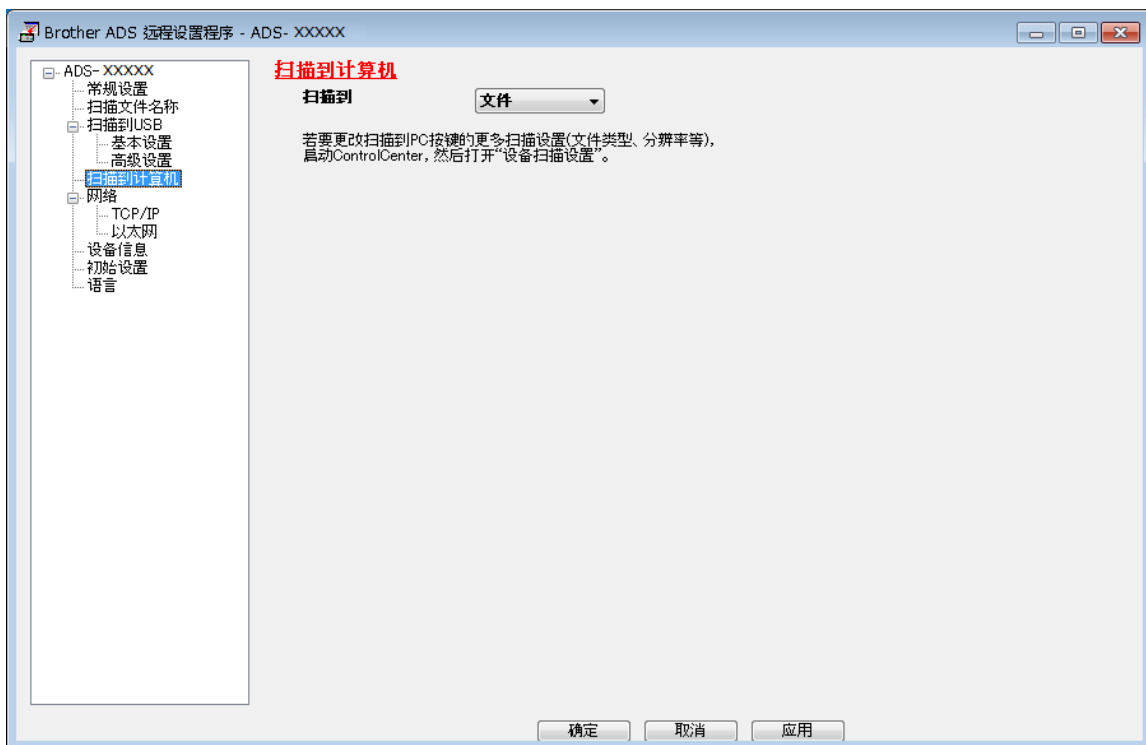 Brother ADS 远程设置程序 - ADS- XXXXX
ADS- XXXXX
常规设置
扫描文件名称
扫描到USB
基本设置
高级设置
扫描到计算机
网络
TCP/IP
以太网
设备信息
初始设置
语言
扫描到计算机
扫描到
文件
若要更改扫描到PC按键的更多扫描设置(文件类型、分辨率等),
启动ControlCenter, 然后打开“设备扫描设置”。
确定
取消
应用